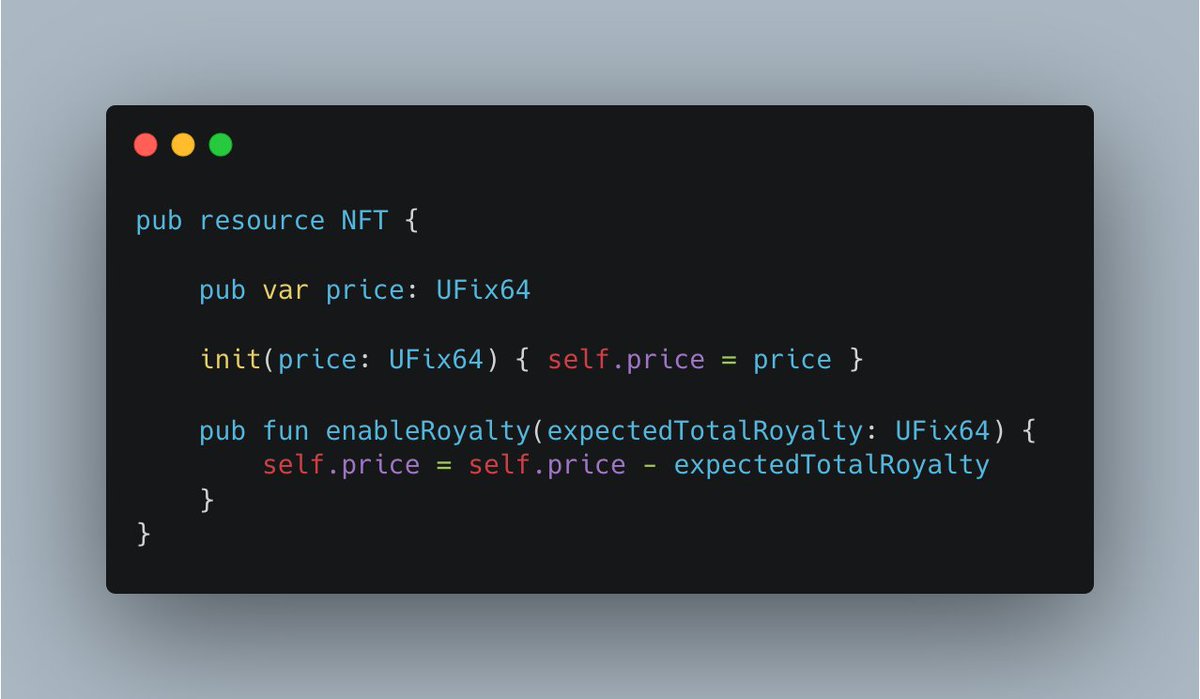 pub resource NFT {
    pub var price: UFix64
    init(price: UFix64) { self.price = price }
    pub fun enableRoyalty(expectedTotalRoyalty: UFix64) {
        self.price = self.price - expectedTotalRoyalty
    }
}